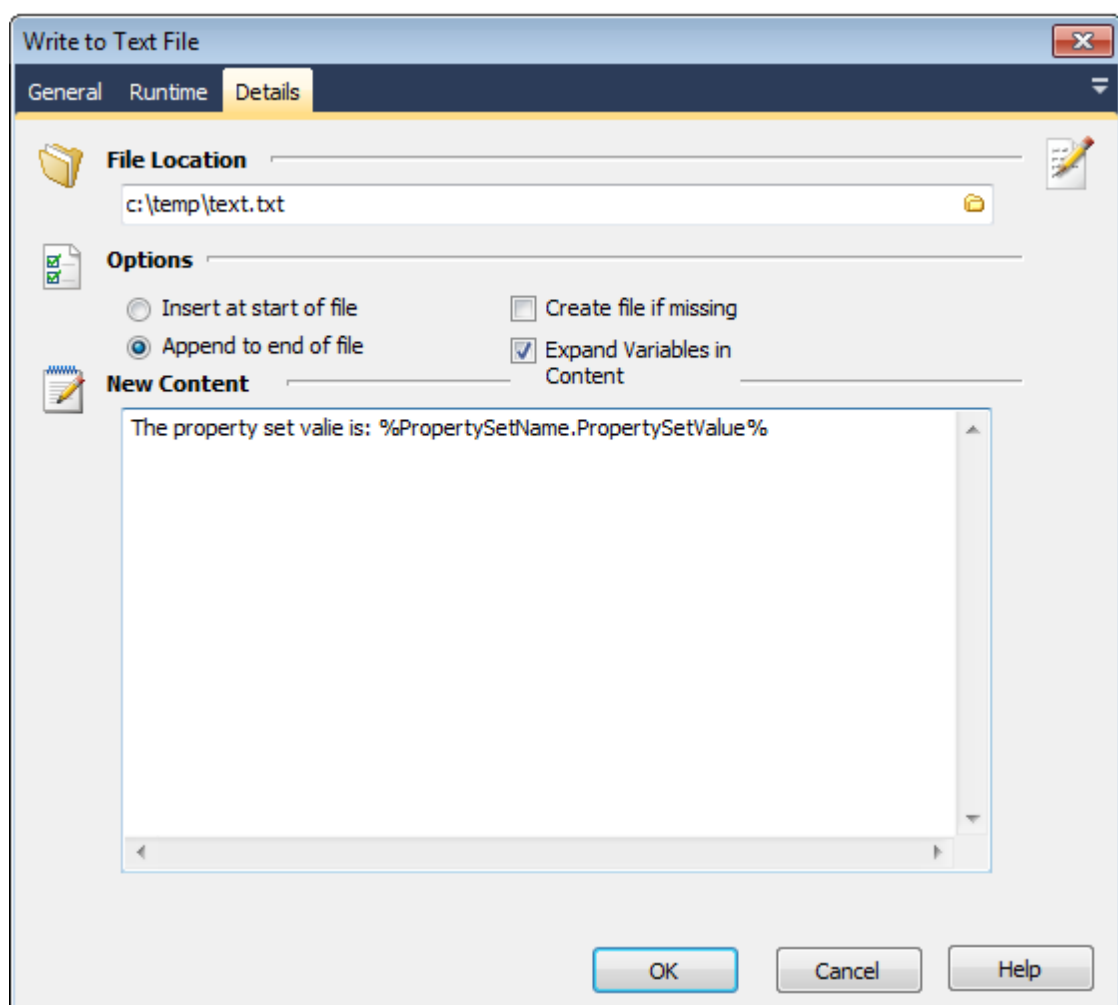 Write to Text File
General Runtime Details
File Location
c:\temp\text.txt
Options
Insert at start of file
Create file if missing
Append to end of file
Expand Variables in
Content
New Content
The property set valie is: %PropertySetName.PropertySetValue%
OK Cancel Help